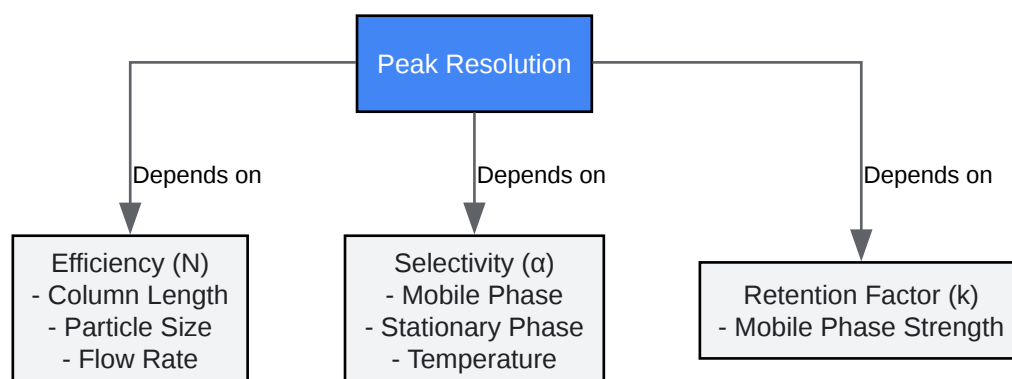 Peak Resolution
Depends on
Depends on
Depends on
Efficiency (N)
- Column Length
- Particle Size
- Flow Rate
Selectivity (α)
- Mobile Phase
- Stationary Phase
- Temperature
Retention Factor (k)
- Mobile Phase Strength